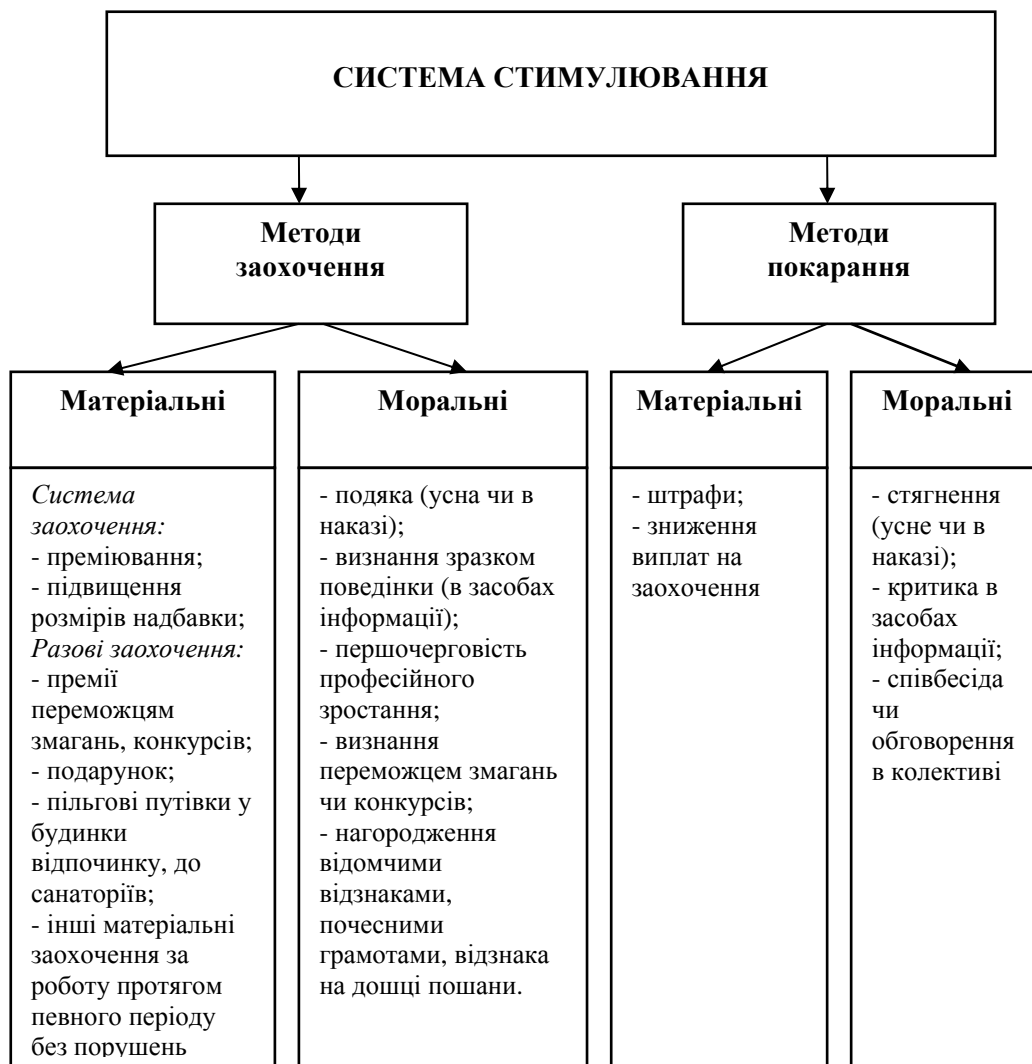 СИСТЕМА СТИМУЛЮВАННЯ
Методи
заохочення
Методи
покарання
Матеріальні
Моральні
Матеріальні
Моральні
Система
заохочення:
- преміювання;
- підвищення
розмірів надбавки;
Разові заохочення:
- премії
переможцям
змагань, конкурсів;
- подарунок;
- пільгові путівки у
будинки
відпочинку, до
санаторіїв;
- інші матеріальні
заохочення за
роботу протягом
певного періоду
без порушень
- подяка (усна чи в
наказі);
- визнання зразком
поведінки (в засобах
інформації);
- першочерговість
професійного
зростання;
- визнання
переможцем змагань
чи конкурсів;
- нагородження
відомчими
відзнаками,
почесними
грамотами, відзнака
на дошці пошани.
- штрафи;
- зниження
виплат на
заохочення
- стягнення
(усне чи в
наказі);
- критика в
засобах
інформації;
- співбесіда
чи
обговорення
в колективі